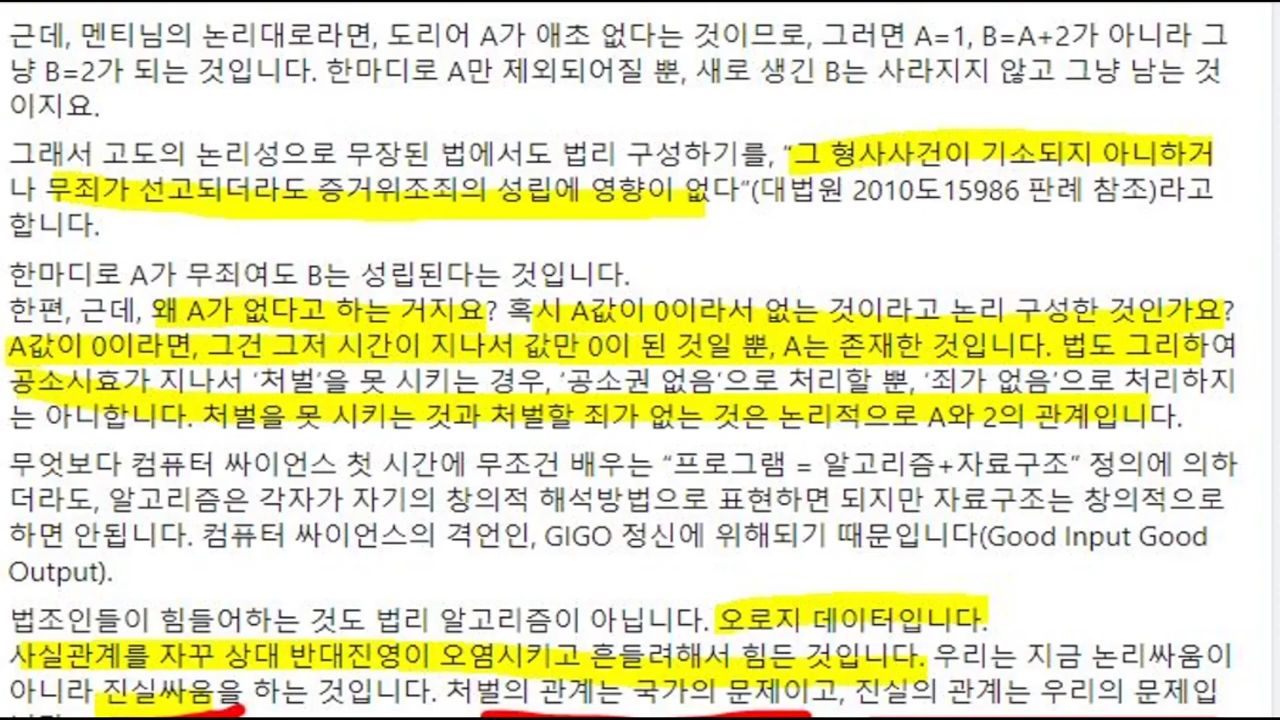 근데, 멘티님의 논리대로라면, 도리어 A가 애초 없다는 것이므로, 그러면 A=1, B=A+2가 아니라 그
냥 B=2가 되는 것입니다. 한마디로 A만 제외되어질 뿐, 새로 생긴 B는 사라지지 않고 그냥 남는 것
이지요.
그래서 고도의 논리성으로 무장된 법에서도 법리 구성하기를, “그 형사사건이 기소되지 아니하거
나 무죄가 선고되더라도 증거위조죄의 성립에 영향이 없다”(대법원 2010도15986 판례 참조)라고
합니다.
한마디로 A가 무죄여도 B는 성립된다는 것입니다.
한편, 근데, 왜 A가 없다고 하는 거지요? 혹시 A값이 0이라서 없는 것이라고 논리 구성한 것인가요?
A값이 0이라면, 그건 그저 시간이 지나서 값만 0이 된 것일 뿐, A는 존재한 것입니다. 법도 그리하여
공소시효가 지나서 ‘처벌’을 못 시키는 경우, ‘공소권 없음‘으로 처리할 뿐, ‘죄가 없음’으로 처리하지
는 아니합니다. 처벌을 못 시키는 것과 처벌할 죄가 없는 것은 논리적으로 A와 2의 관계입니다.
무엇보다 컴퓨터 싸이언스 첫 시간에 무조건 배우는 “프로그램 = 알고리즘+자료구조” 정의에 의하
더라도, 알고리즘은 각자가 자기의 창의적 해석방법으로 표현하면 되지만 자료구조는 창의적으로
하면 안됩니다. 컴퓨터 싸이언스의 격언인, GIGO 정신에 위해되기 때문입니다(Good Input Good
Output).
법조인들이 힘들어하는 것도 법리 알고리즘이 아닙니다. 오로지 데이터입니다.
사실관계를 자꾸 상대 반대진영이 오염시키고 흔들려해서 힘든 것입니다. 우리는 지금 논리싸움이
아니라 진실싸움을 하는 것입니다. 처벌의 관계는 국가의 문제이고, 진실의 관계는 우리의 문제입